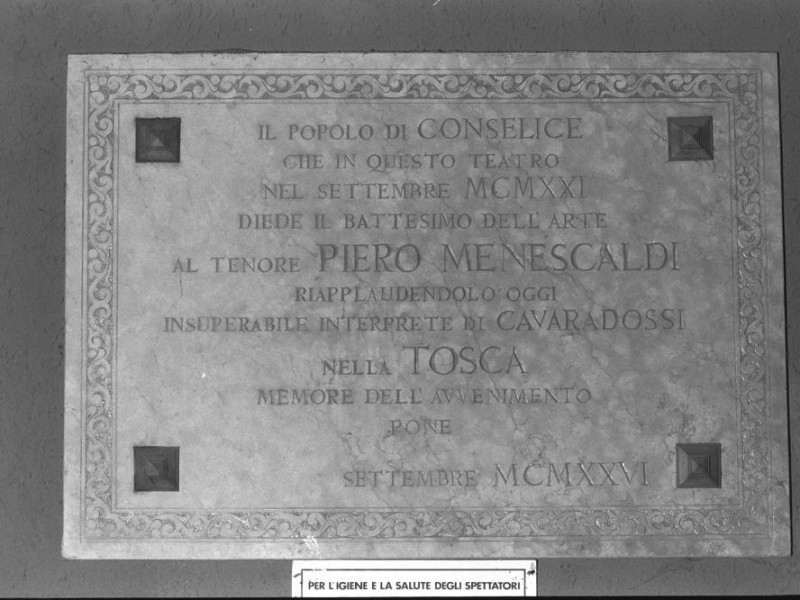 IL POPOLO DI CONSELICE
CHE IN QUESTO TEATRO
NEL SETTEMBRE MCMXXI
DIEDE IL BATTESIMO DELL'ARTE
AL TENORE PIERO MENESCALDI
RIAPPLAUDENDOLO OGGI
INSUPERABILE INTERPRETE DI CAVARADOSSI
NELLA TOSCA
MEMORE DELL'AVVENIMENTO
PONE
SETTEMBRE MCMXXVI
PER L'IGIENE E LA SALUTE DEGLI SPETTATORI